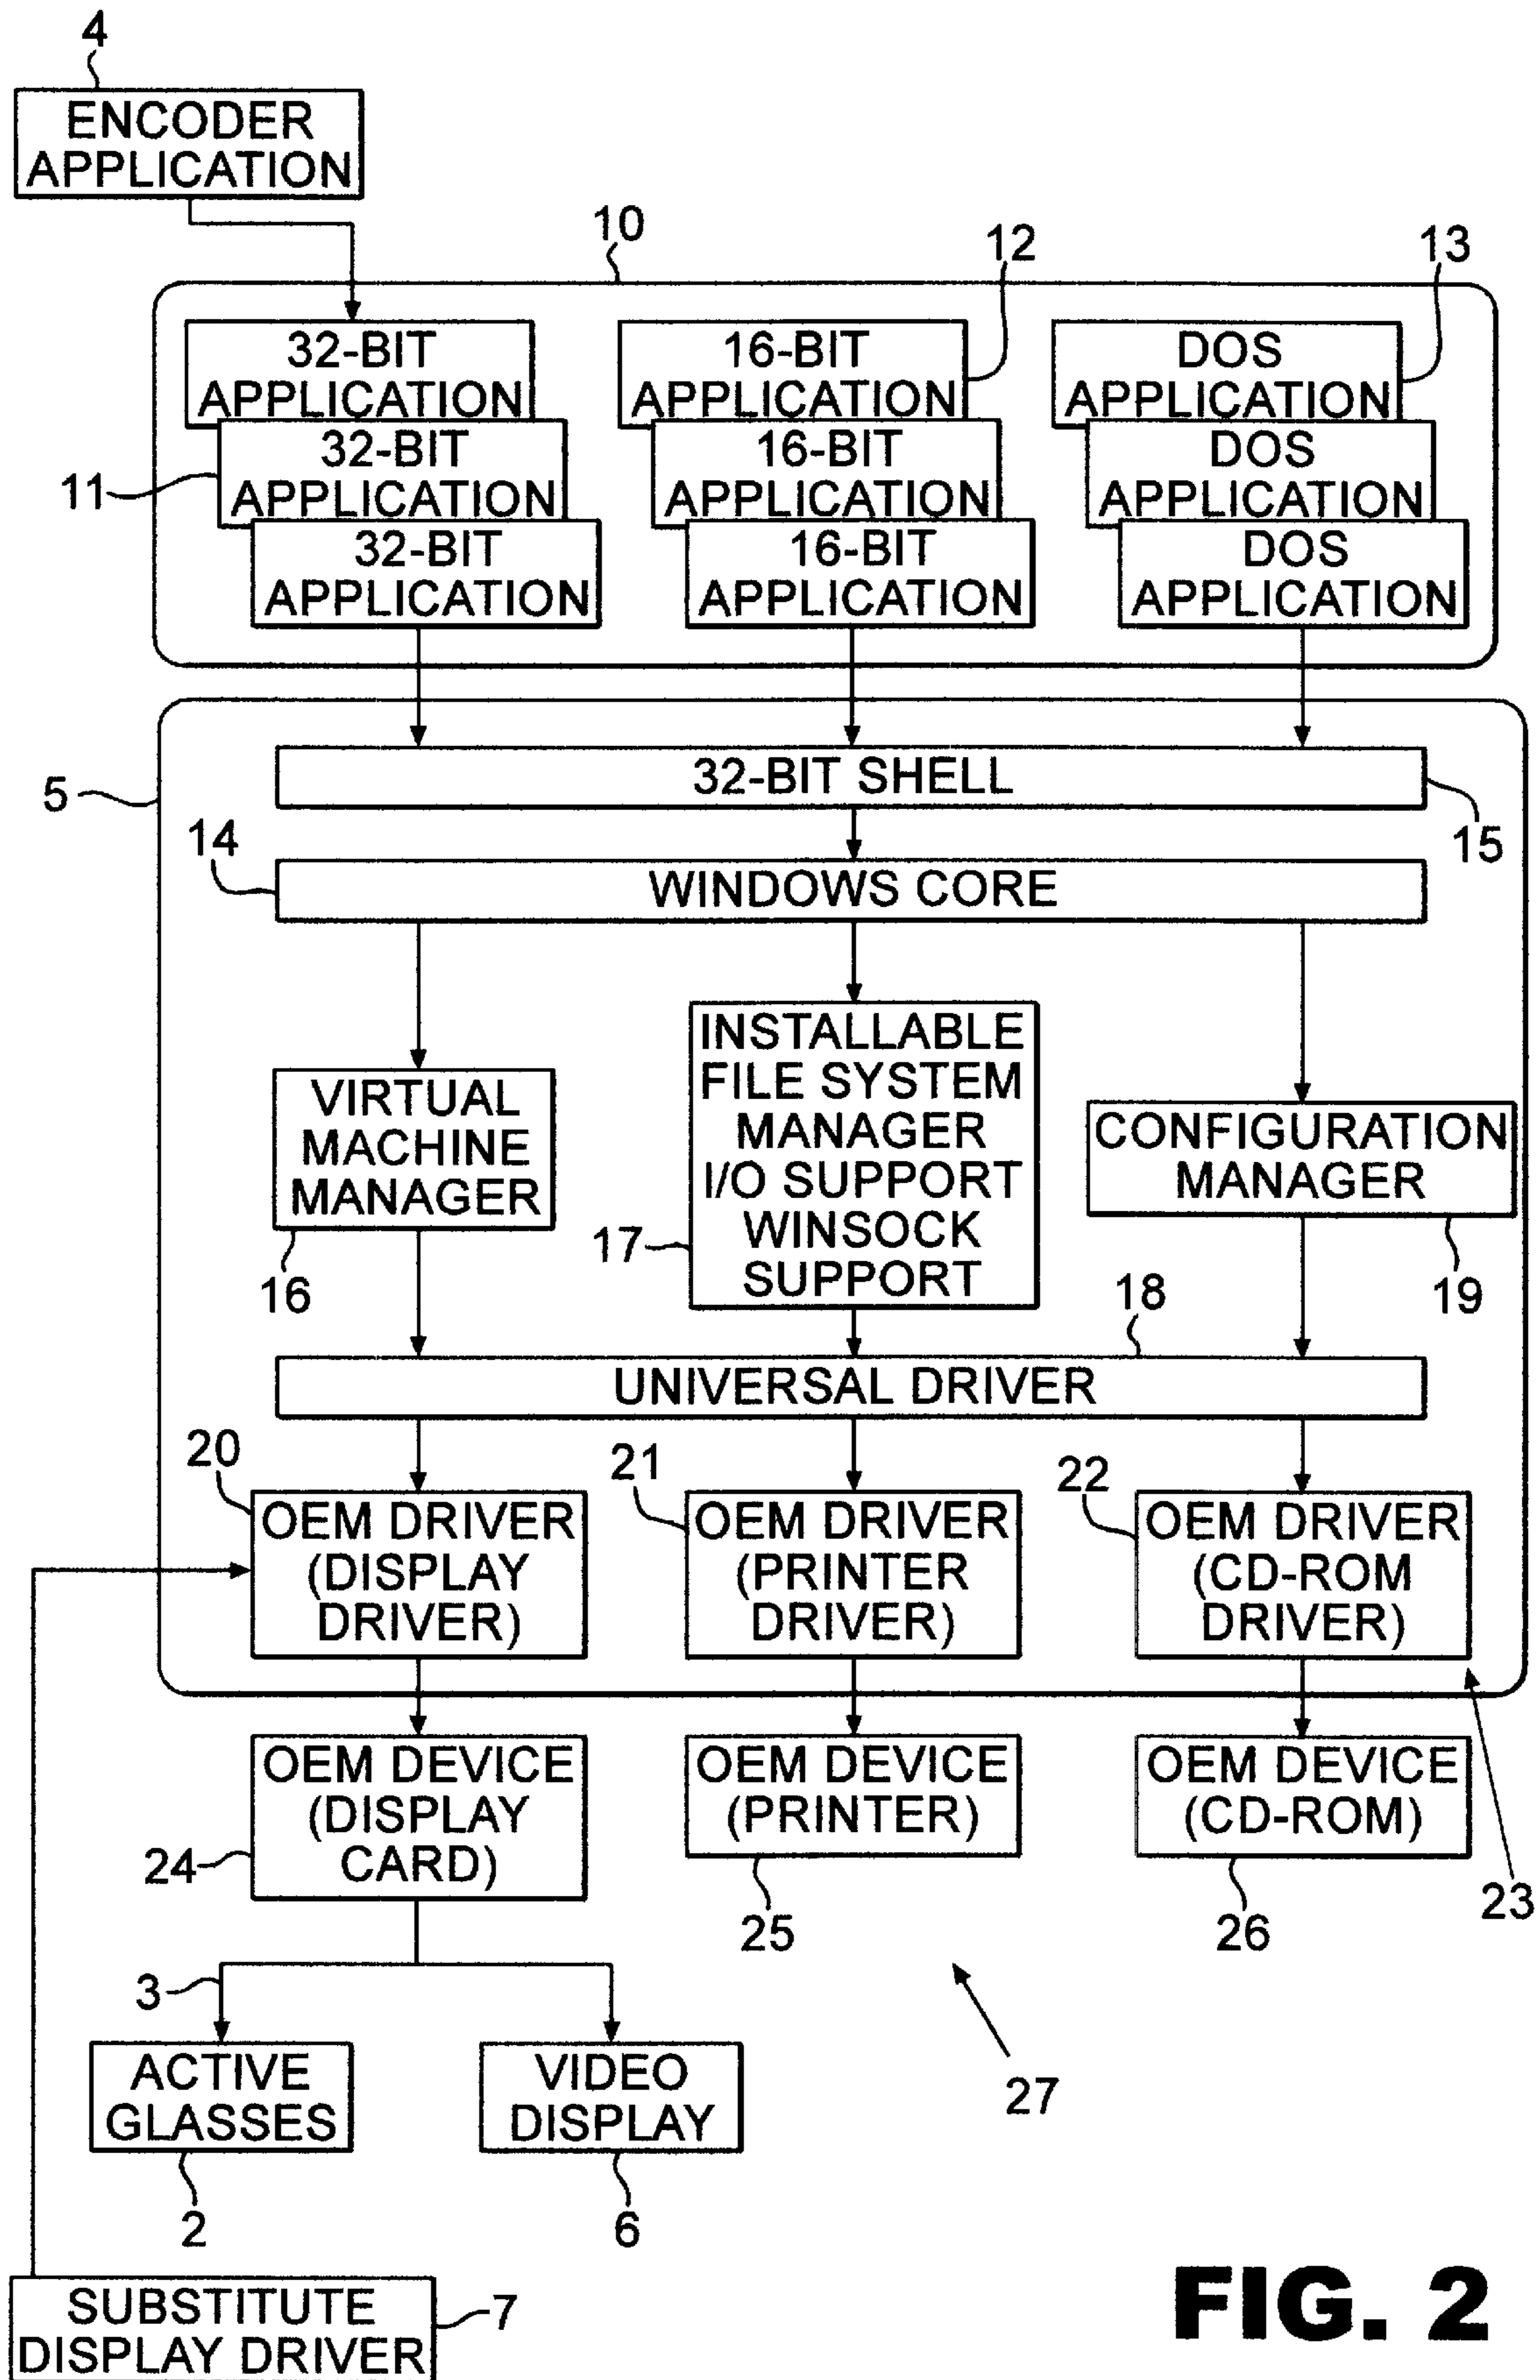 4
ENCODER
APPLICATION
10
12
13
32-BIT
APPLICATION
16-BIT
APPLICATION
DOS
APPLICATION
11
32-BIT
APPLICATION
16-BIT
APPLICATION
DOS
APPLICATION
32-BIT
APPLICATION
16-BIT
APPLICATION
DOS
APPLICATION
5
32-BIT SHELL
15
14
WINDOWS CORE
VIRTUAL
MACHINE
MANAGER
16
INSTALLABLE
FILE SYSTEM
MANAGER
I/O SUPPORT
WINSOCK
SUPPORT
17
CONFIGURATION
MANAGER
19
18
UNIVERSAL DRIVER
20
OEM DRIVER
(DISPLAY
DRIVER)
21
OEM DRIVER
(PRINTER
DRIVER)
22
OEM DRIVER
(CD-ROM
DRIVER)
OEM DEVICE
(DISPLAY
CARD)
24
OEM DEVICE
(PRINTER)
25
OEM DEVICE
(CD-ROM)
26
23
3
ACTIVE
GLASSES
2
VIDEO
DISPLAY
6
27
SUBSTITUTE
DISPLAY DRIVER
7
FIG. 2